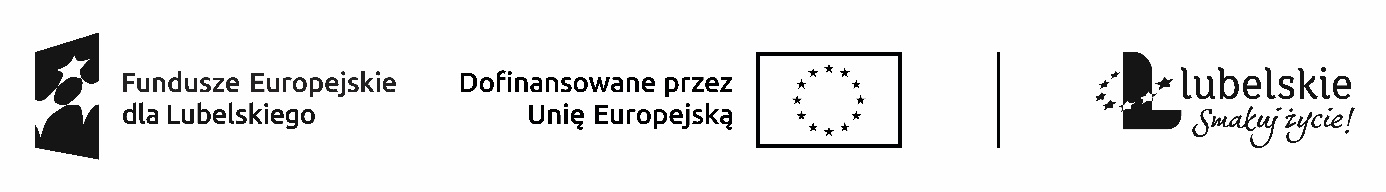 Fundusze Europejskie
dla Lubelskiego
Dofinansowane przez
Unię Europejską
lubelskie
Smakuj życie!